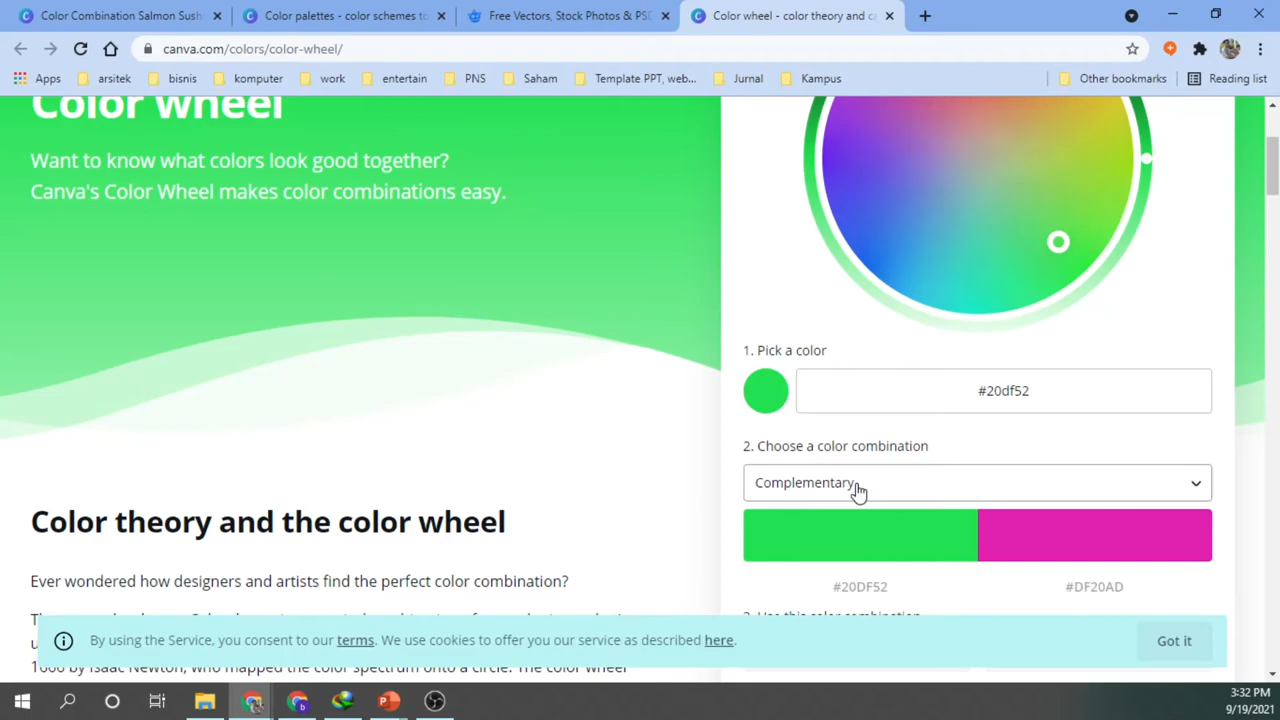 Color Combination Salmon Sush
Color palettes - color schemes to
Free Vectors, Stock Photos & PSD
Color wheel - color theory and ca
canva.com/colors/color-wheel/
Apps
arsitek
bisnis
komputer
work
entertain
PNS
Saham
Template PPT, web...
Jurnal
Kampus
Other bookmarks
Reading list
Color wheel
Want to know what colors look good together?
Canva's Color Wheel makes color combinations easy.
1. Pick a color
#20df52
2. Choose a color combination
Complementary
#20DF52
#DF20AD
Color theory and the color wheel
Ever wondered how designers and artists find the perfect color combination?
By using the Service, you consent to our terms. We use cookies to offer you our service as described here.
Got it
1666 by Isaac Newton, who mapped the color spectrum onto a circle. The color wheel
3:32 PM
9/19/2021